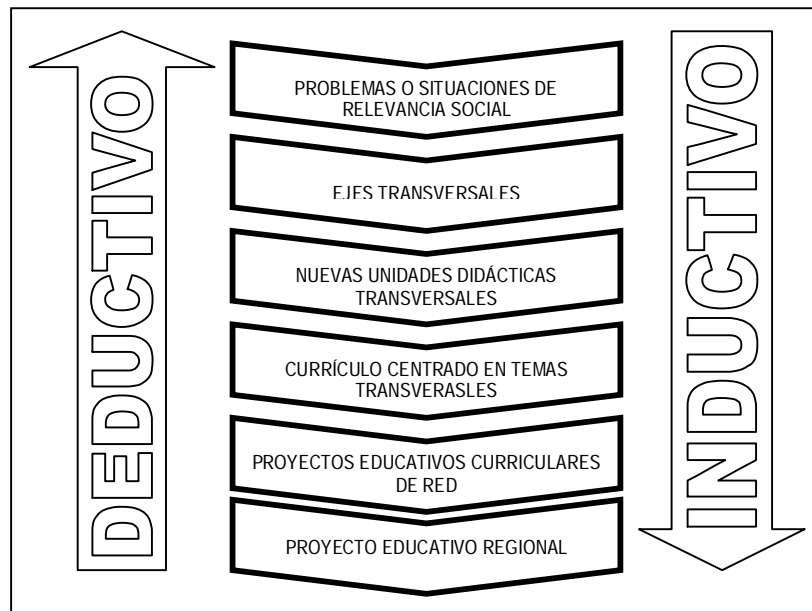 DEDUCTIVO
PROBLEMAS O SITUACIONES DE
RELEVANCIA SOCIAL
EJES TRANSVERSALES
NUEVAS UNIDADES DIDÁCTICAS
TRANSVERSALES
CURRÍCULO CENTRADO EN TEMAS
TRANSVERASLES
PROYECTOS EDUCATIVOS CURRICULARES
DE RED
PROYECTO EDUCATIVO REGIONAL
INDUCTIVO